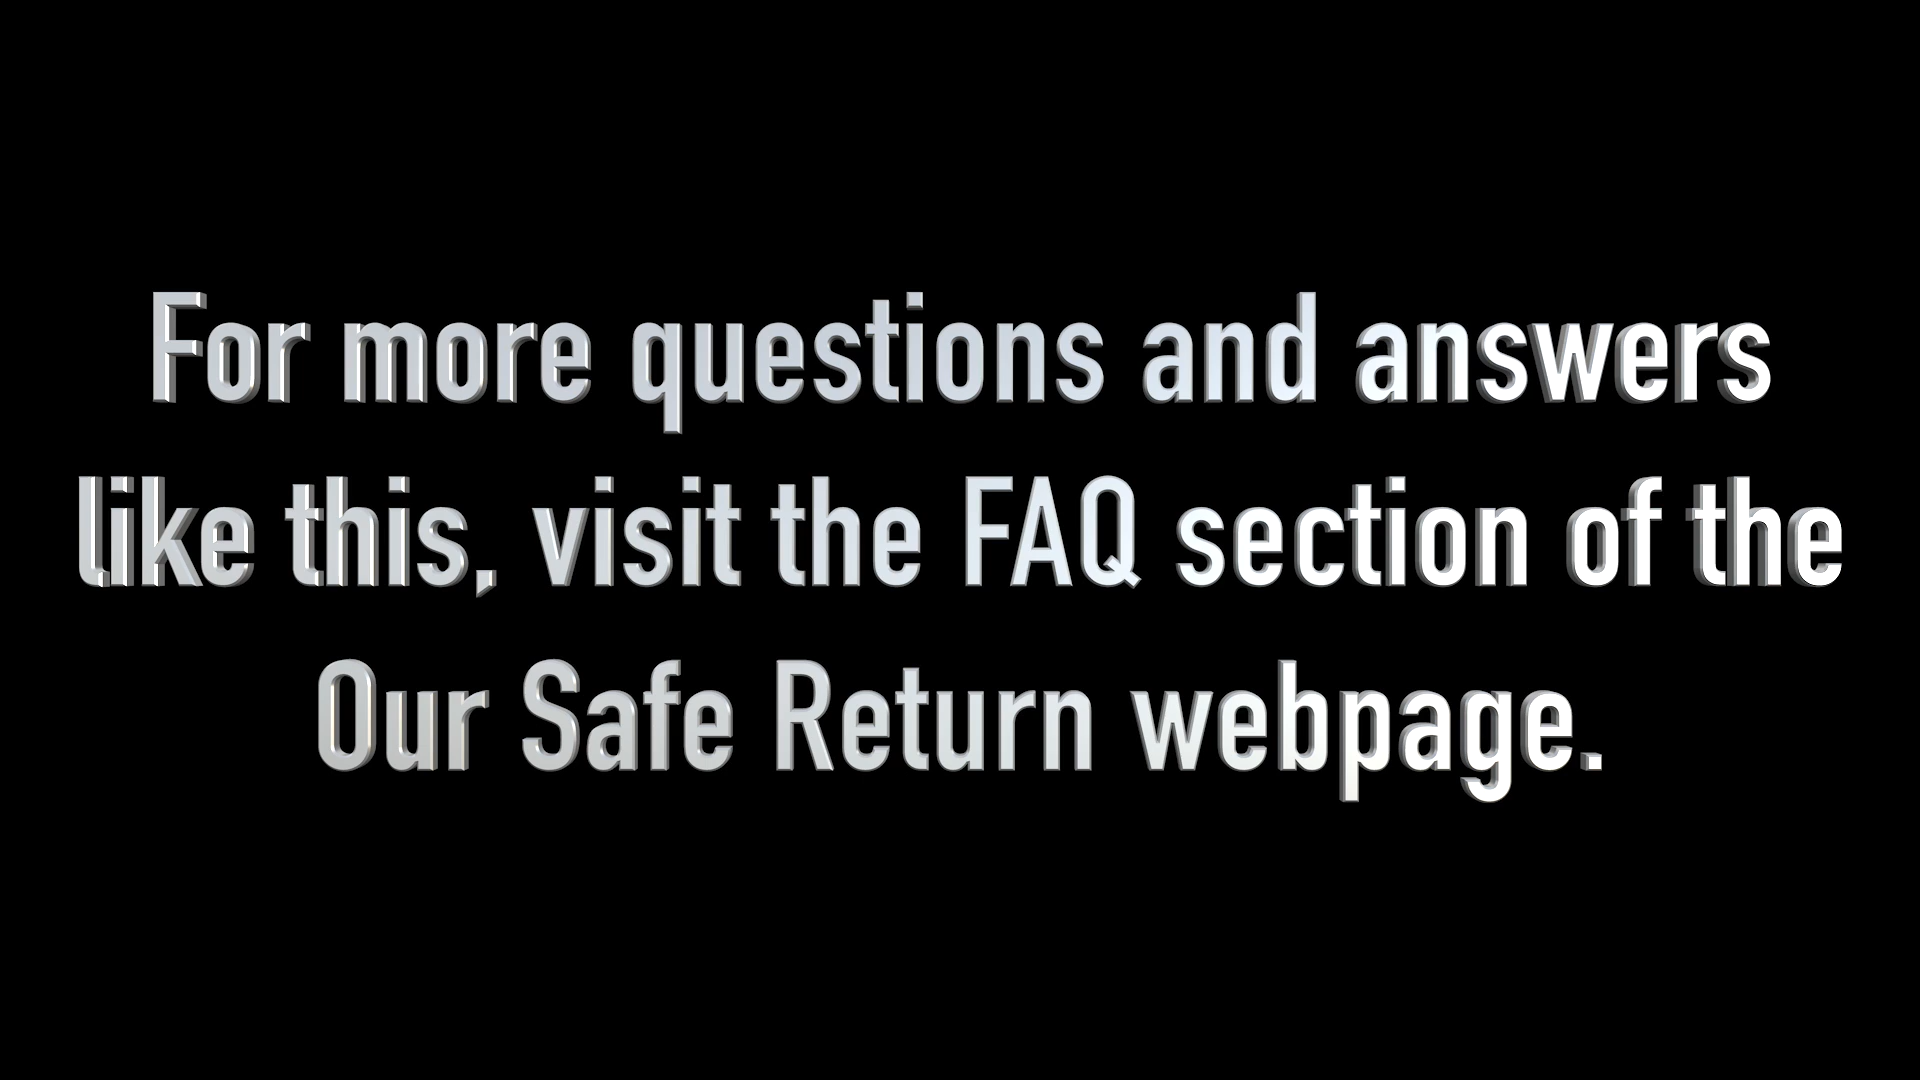 For more questions and answers
like this, visit the FAQ section of the
Our Safe Return webpage.